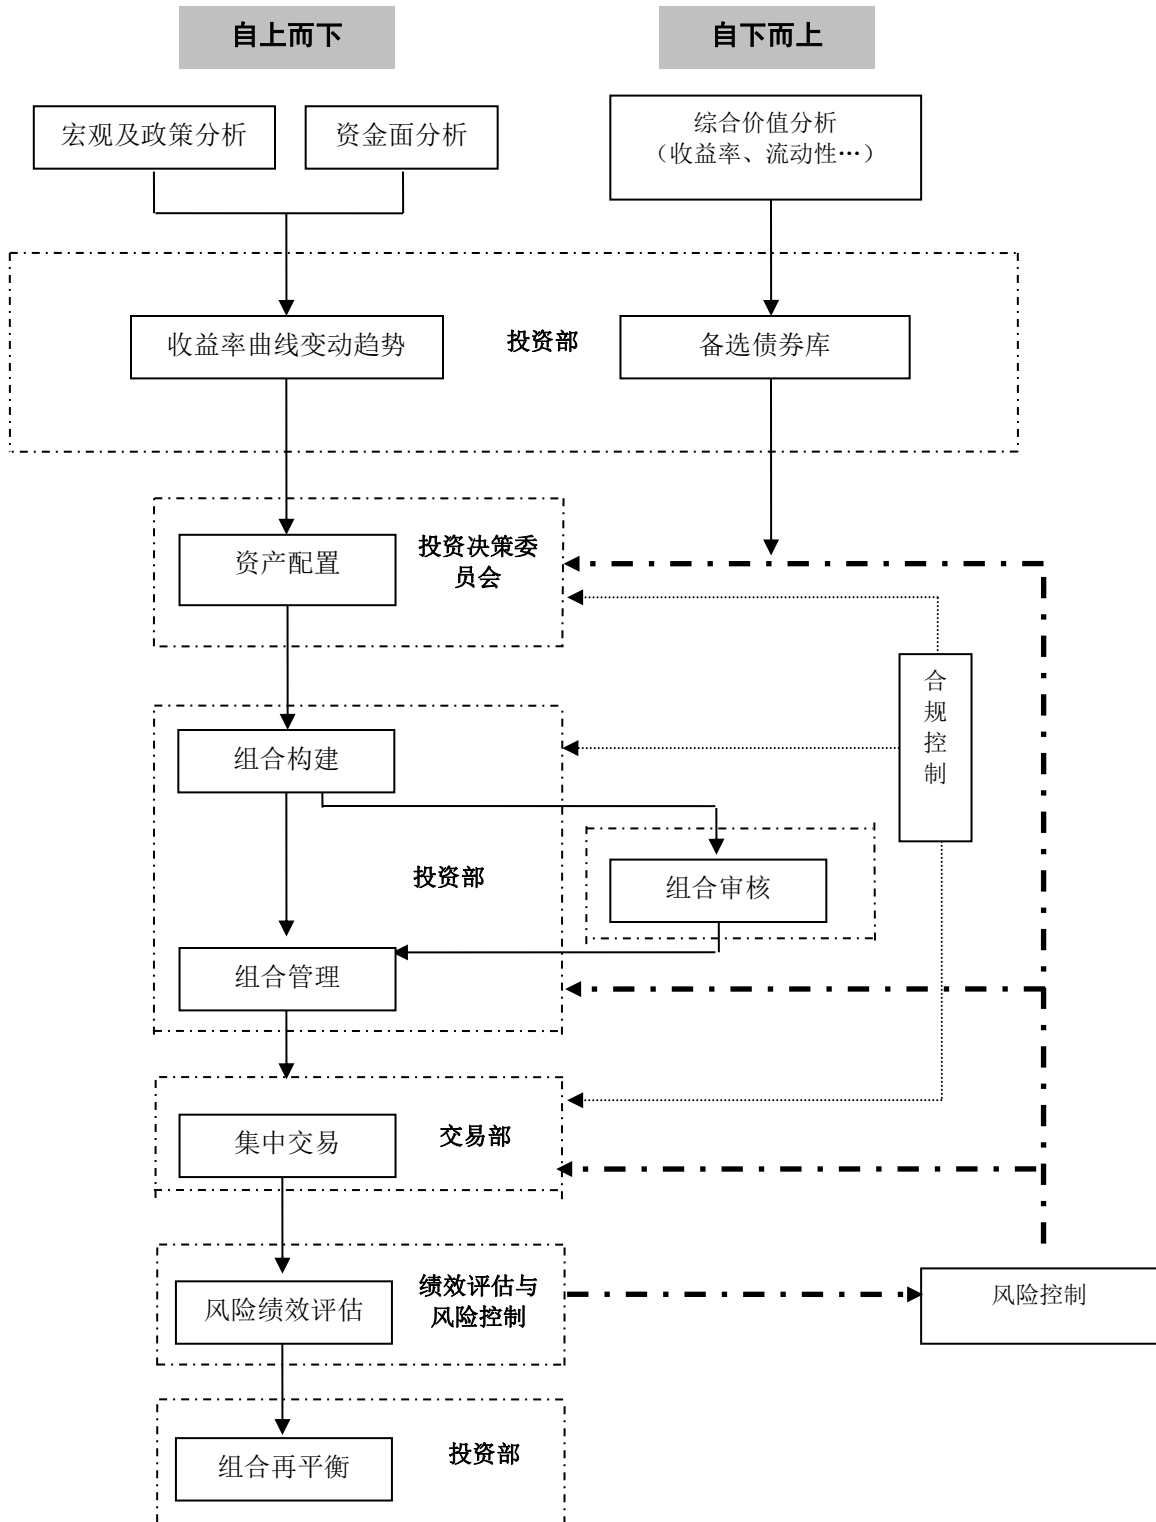 自上而下
自下而上
宏观及政策分析
资金面分析
综合价值分析
（收益率、流动性…）
收益率曲线变动趋势
投资部
备选债券库
资产配置
投资决策委
员会
合
规
控
制
组合构建
投资部
组合审核
组合管理
集中交易
交易部
风险绩效评估
绩效评估与
风险控制
风险控制
组合再平衡
投资部